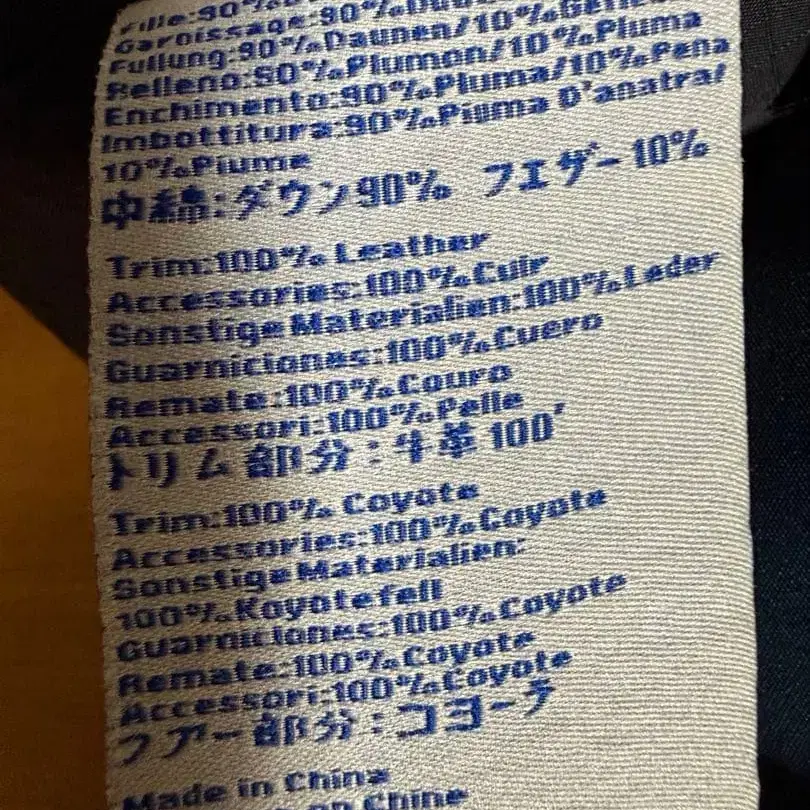 Garnissage:90%
Füllung:90%Daunen/10%
Relleno:90%Plumon/10%Pluma
Enchimento:90%Pluma/10%Pena
Imbottitura:90%Piuma D'anatra/
10%Piume
中綿:ダウン90% フェザー10%
Trim:100% Leather
Accessories:100%Cuir
Sonstige Materialien:100%Leder
Guarniciones:100%Cuero
Remate:100%Couro
Accessori:100%Pelle
トリム部分:牛革100
Trim:100% Coyote
Accessories:100%Coyote
Sonstige Materialien:
100%Koyotefell
Guarniciones:100%Coyote
Remate:100%Coyote
Accessori:100%Coyote
ファー部分:コヨーテ
Made in China
en Chine